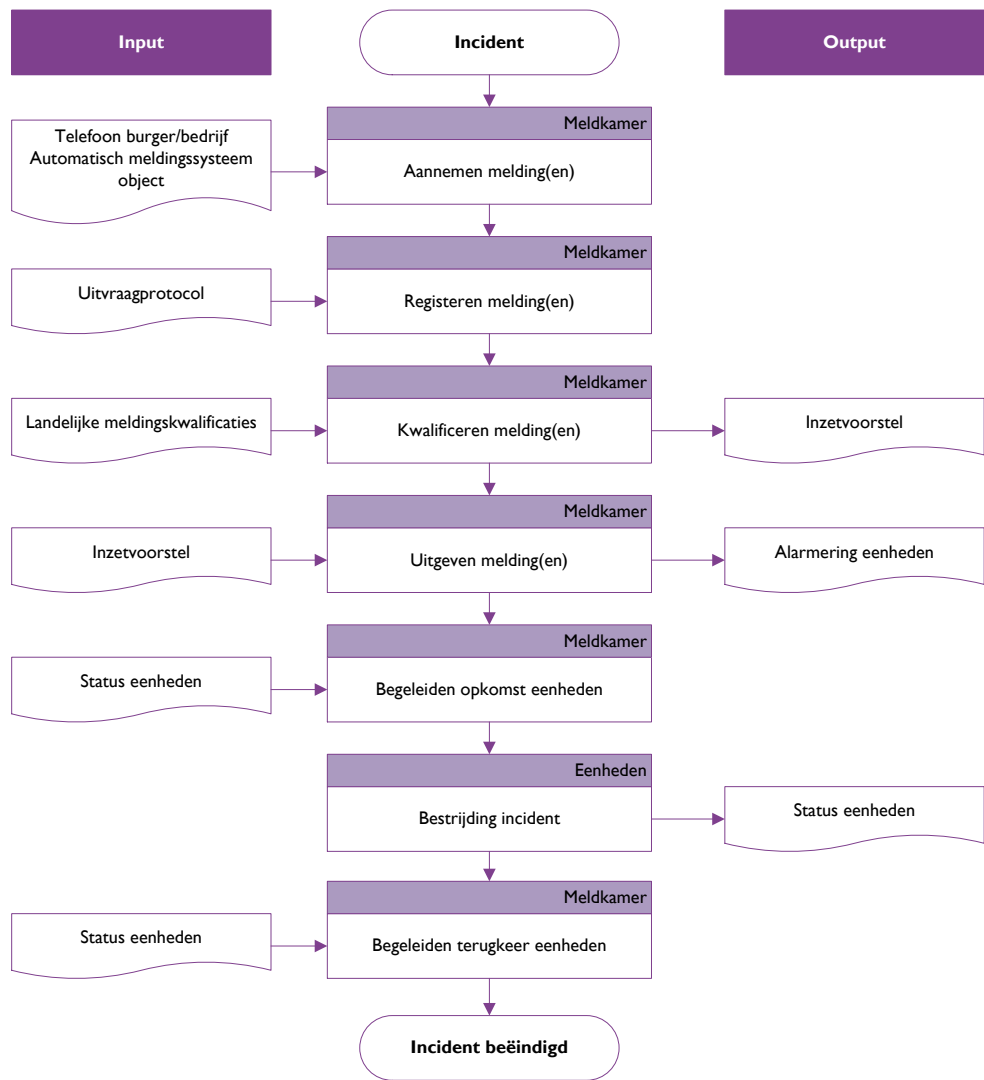 Input
Incident
Output
Meldkamer
Telefoon burger/bedrijf
Automatisch meldingssysteem
object
Aannemen melding(en)
Meldkamer
Uitvraagprotocol
Registeren melding(en)
Meldkamer
Landelijke meldingskwalificaties
Kwalificeren melding(en)
Inzetvoorstel
Meldkamer
Inzetvoorstel
Uitgeven melding(en)
Alarmering eenheden
Meldkamer
Status eenheden
Begeleiden opkomst eenheden
Eenheden
Bestrijding incident
Status eenheden
Meldkamer
Status eenheden
Begeleiden terugkeer eenheden
Incident beëindigd